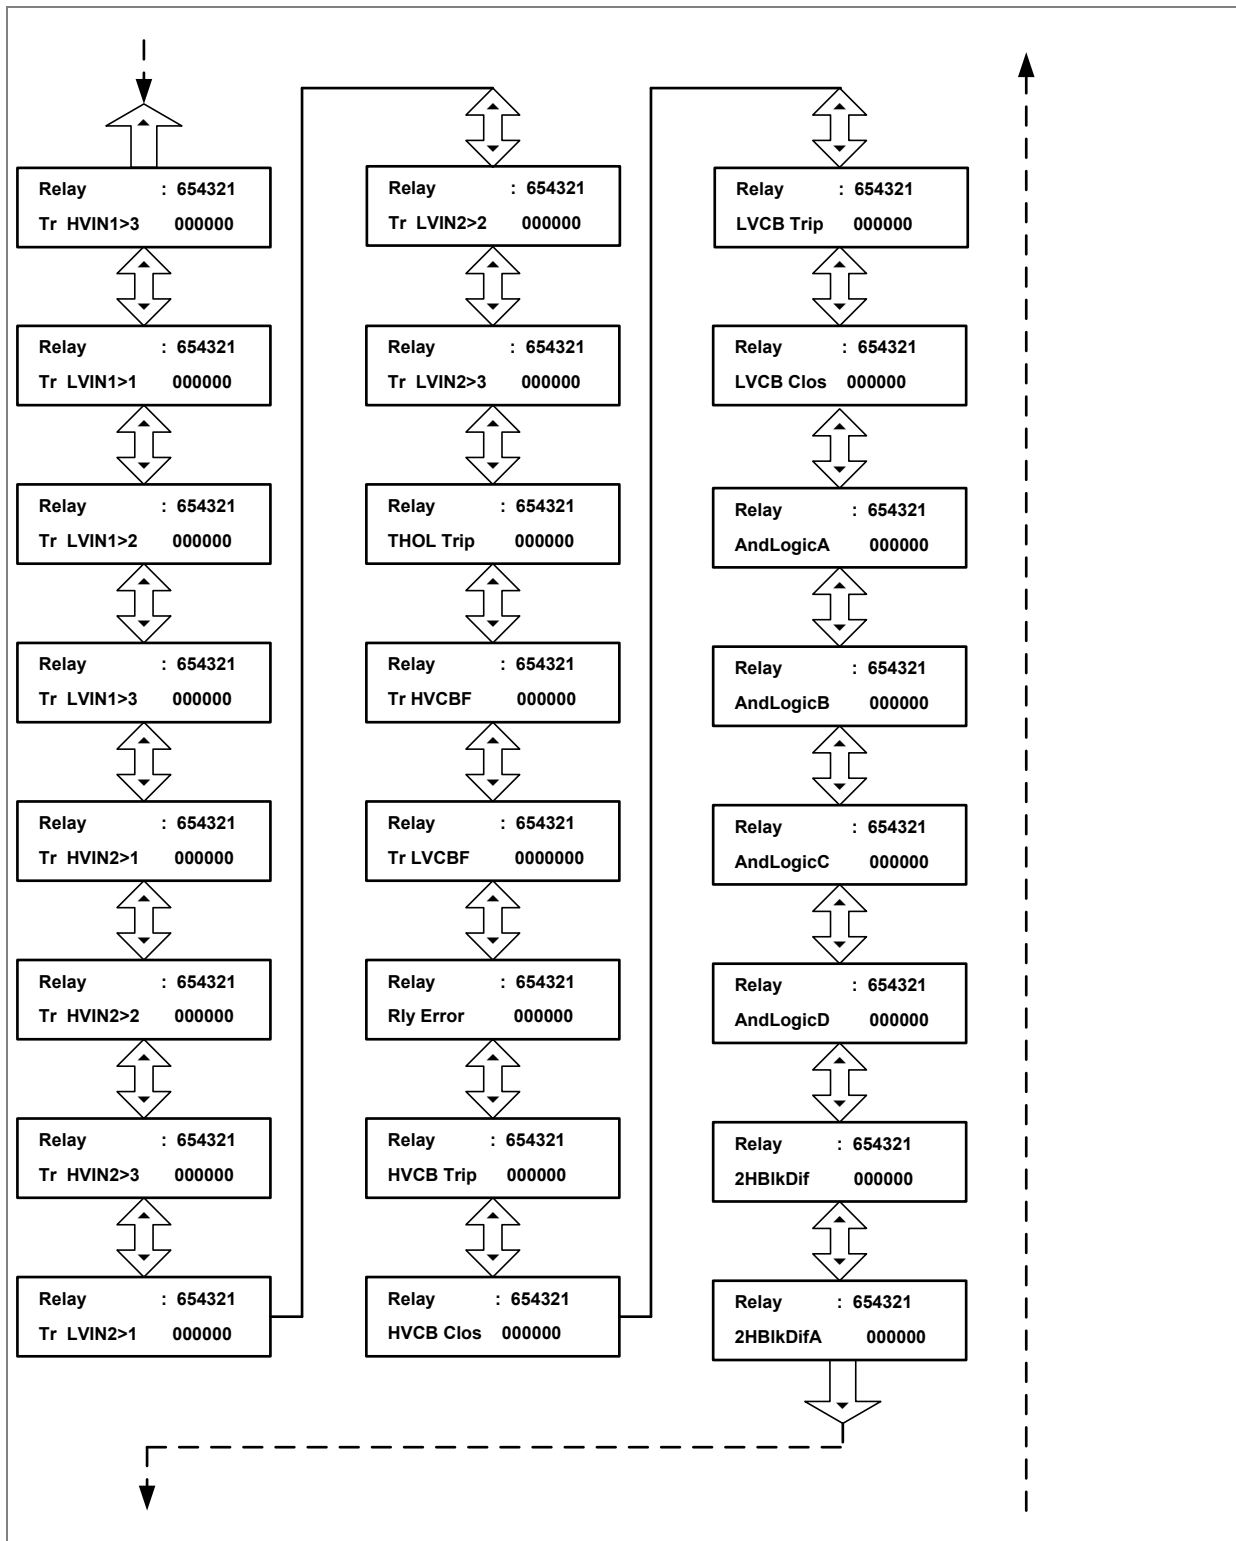 Relay : 654321
Tr HVIN1>3 000000
Relay : 654321
Tr LVIN1>1 000000
Relay : 654321
Tr LVIN1>2 000000
Relay : 654321
Tr LVIN1>3 000000
Relay : 654321
Tr HVIN2>1 000000
Relay : 654321
Tr HVIN2>2 000000
Relay : 654321
Tr HVIN2>3 000000
Relay : 654321
Tr LVIN2>1 000000
Relay : 654321
Tr LVIN2>2 000000
Relay : 654321
Tr LVIN2>3 000000
Relay : 654321
THOL Trip 000000
Relay : 654321
Tr HVCBF 000000
Relay : 654321
Tr LVCBF 0000000
Relay : 654321
Rly Error 000000
Relay : 654321
HVCB Trip 000000
Relay : 654321
HVCB Clos 000000
Relay : 654321
LVCB Trip 000000
Relay : 654321
LVCB Clos 000000
Relay : 654321
AndLogicA 000000
Relay : 654321
AndLogicB 000000
Relay : 654321
AndLogicC 000000
Relay : 654321
AndLogicD 000000
Relay : 654321
2HBlkDif 000000
Relay : 654321
2HBlkDifA 000000